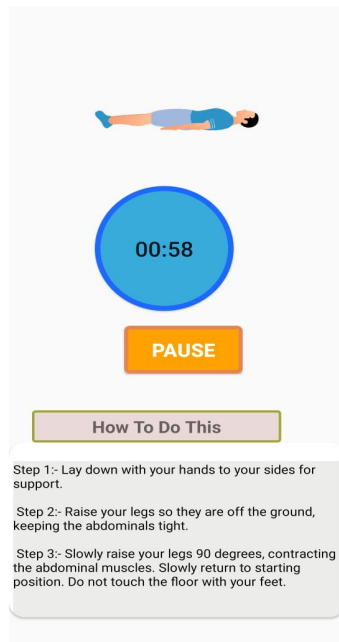 00:58
PAUSE
How To Do This
Step 1:- Lay down with your hands to your sides for
support.
Step 2:- Raise your legs so they are off the ground,
keeping the abdominals tight.
Step 3:- Slowly raise your legs 90 degrees, contracting
the abdominal muscles. Slowly return to starting
position. Do not touch the floor with your feet.